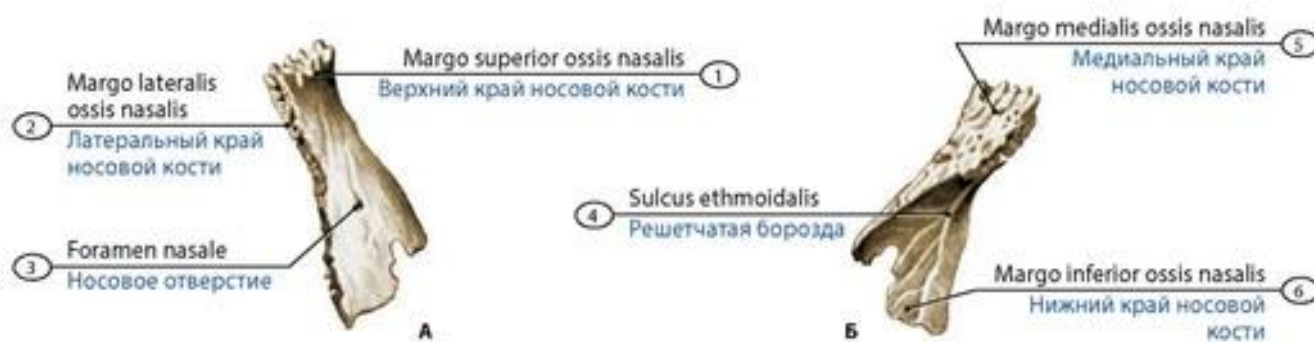 Margo superior ossis nasalis
Верхний край носовой кости
1
Margo lateralis
ossis nasalis
2
Латеральный край
носовой кости
Foramen nasale
3
Носовое отверстие
А
Margo medialis ossis nasalis
5
Медиальный край
носовой кости
Sulcus ethmoidalis
4
Решетчатая борозда
Margo inferior ossis nasalis
6
Нижний край носовой
кости
Б